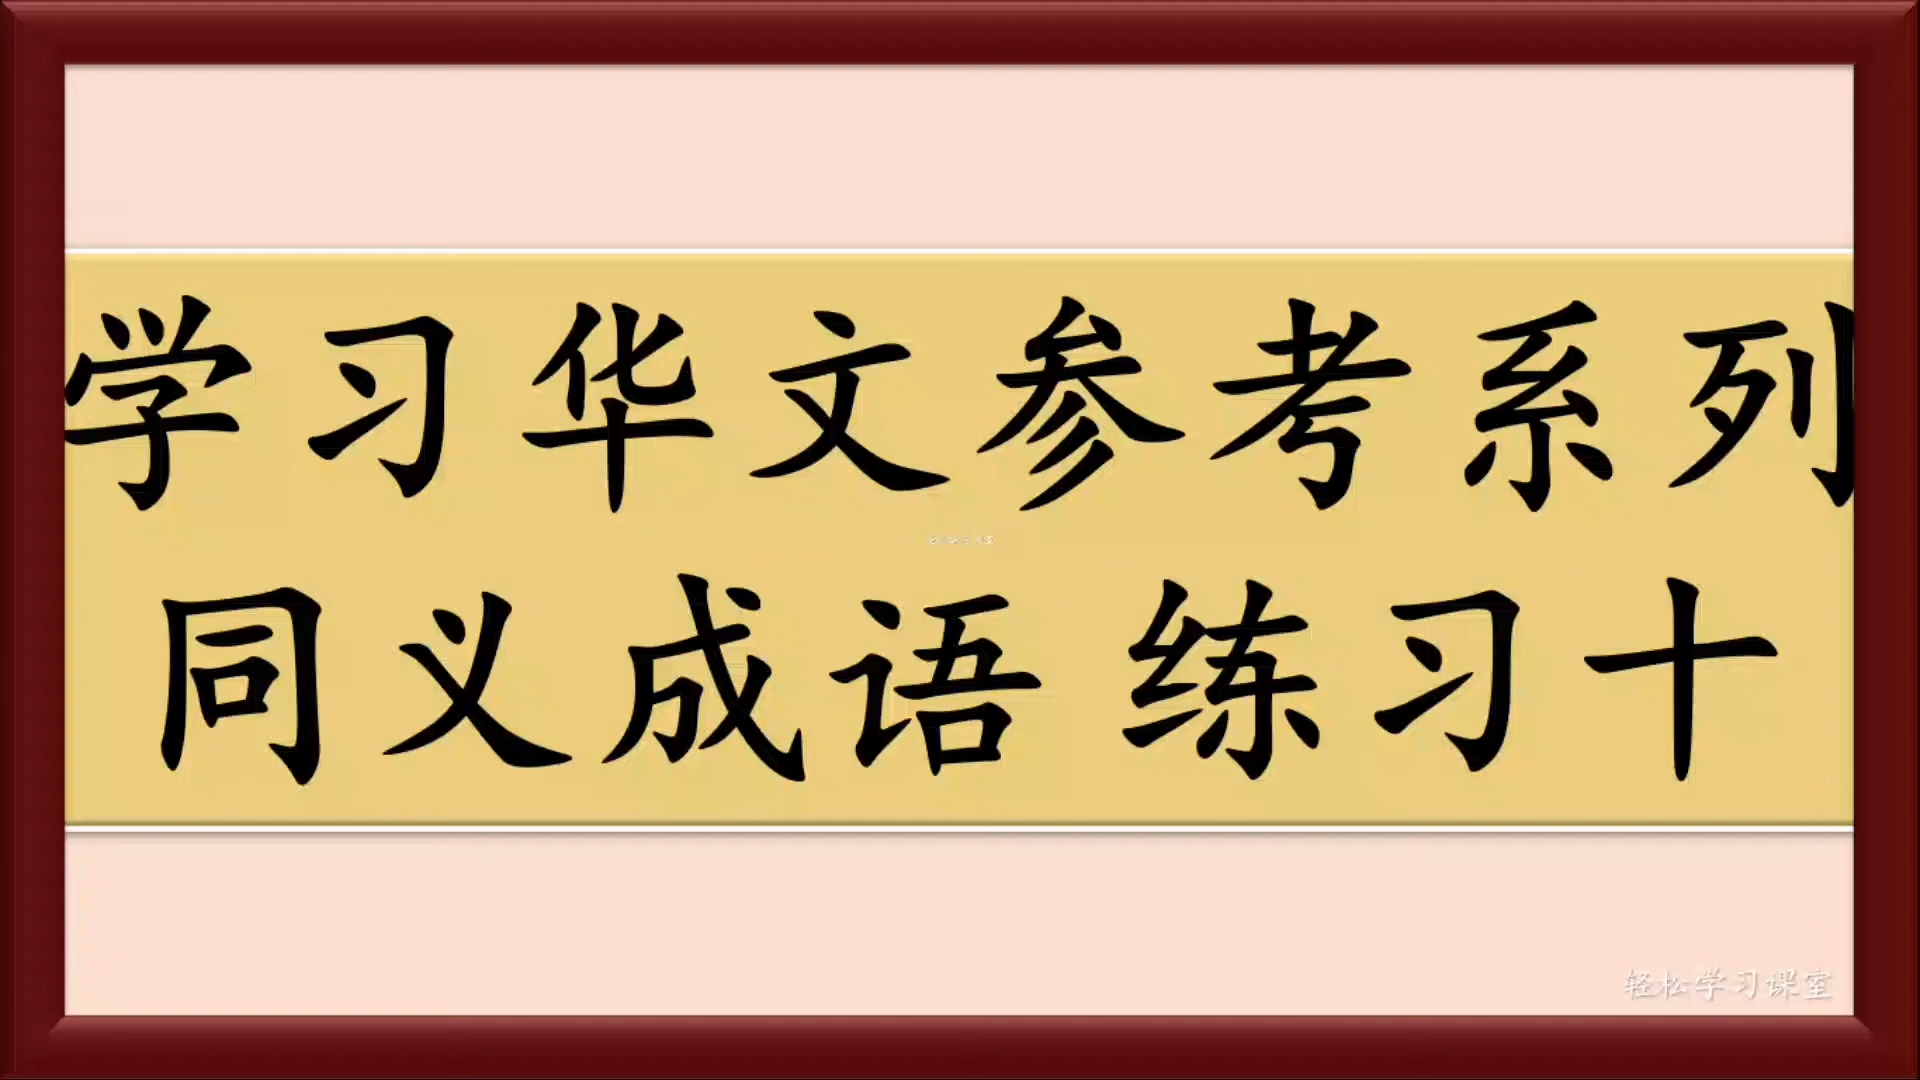 学习华文参考系列
同义成语 练习十
轻松学习课室